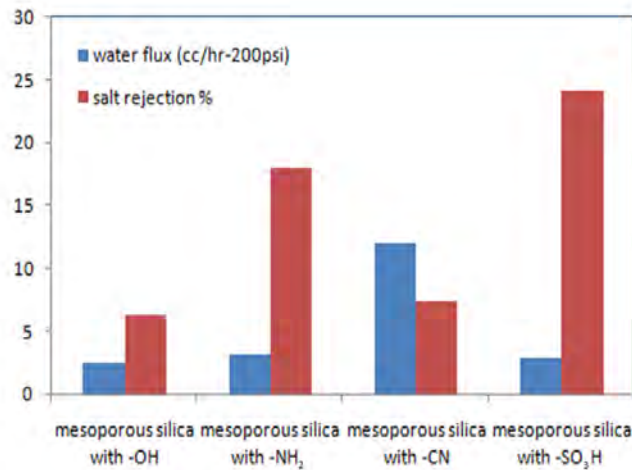 30
25
20
15
10
5
0
water flux (cc/hr-200psi)
salt rejection %
mesoporous silica with -OH
mesoporous silica with -NH₂
mesoporous silica with -CN
mesoporous silica with -SO₃H